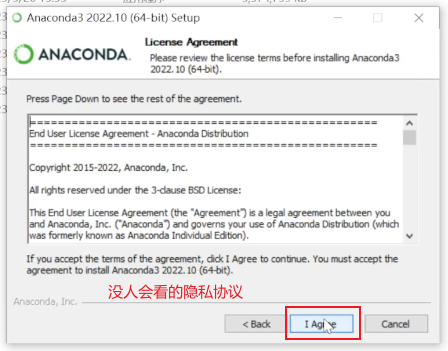 Anaconda3 2022.10 (64-bit) Setup
ANACONDA.
License Agreement
Please review the license terms before installing Anaconda3
2022.10 (64-bit).
Press Page Down to see the rest of the agreement.
==================================================
End User License Agreement - Anaconda Distribution
==================================================
Copyright 2015-2022, Anaconda, Inc.
All rights reserved under the 3-clause BSD License:
This End User License Agreement (the "Agreement") is a legal agreement between you
and Anaconda, Inc. ("Anaconda") and governs your use of Anaconda Distribution (which
was formerly known as Anaconda Individual Edition).
If you accept the terms of the agreement, click I Agree to continue. You must accept the
agreement to install Anaconda3 2022.10 (64-bit).
Anaconda, Inc.
没人会看的隐私协议
< Back
I Agree
Cancel